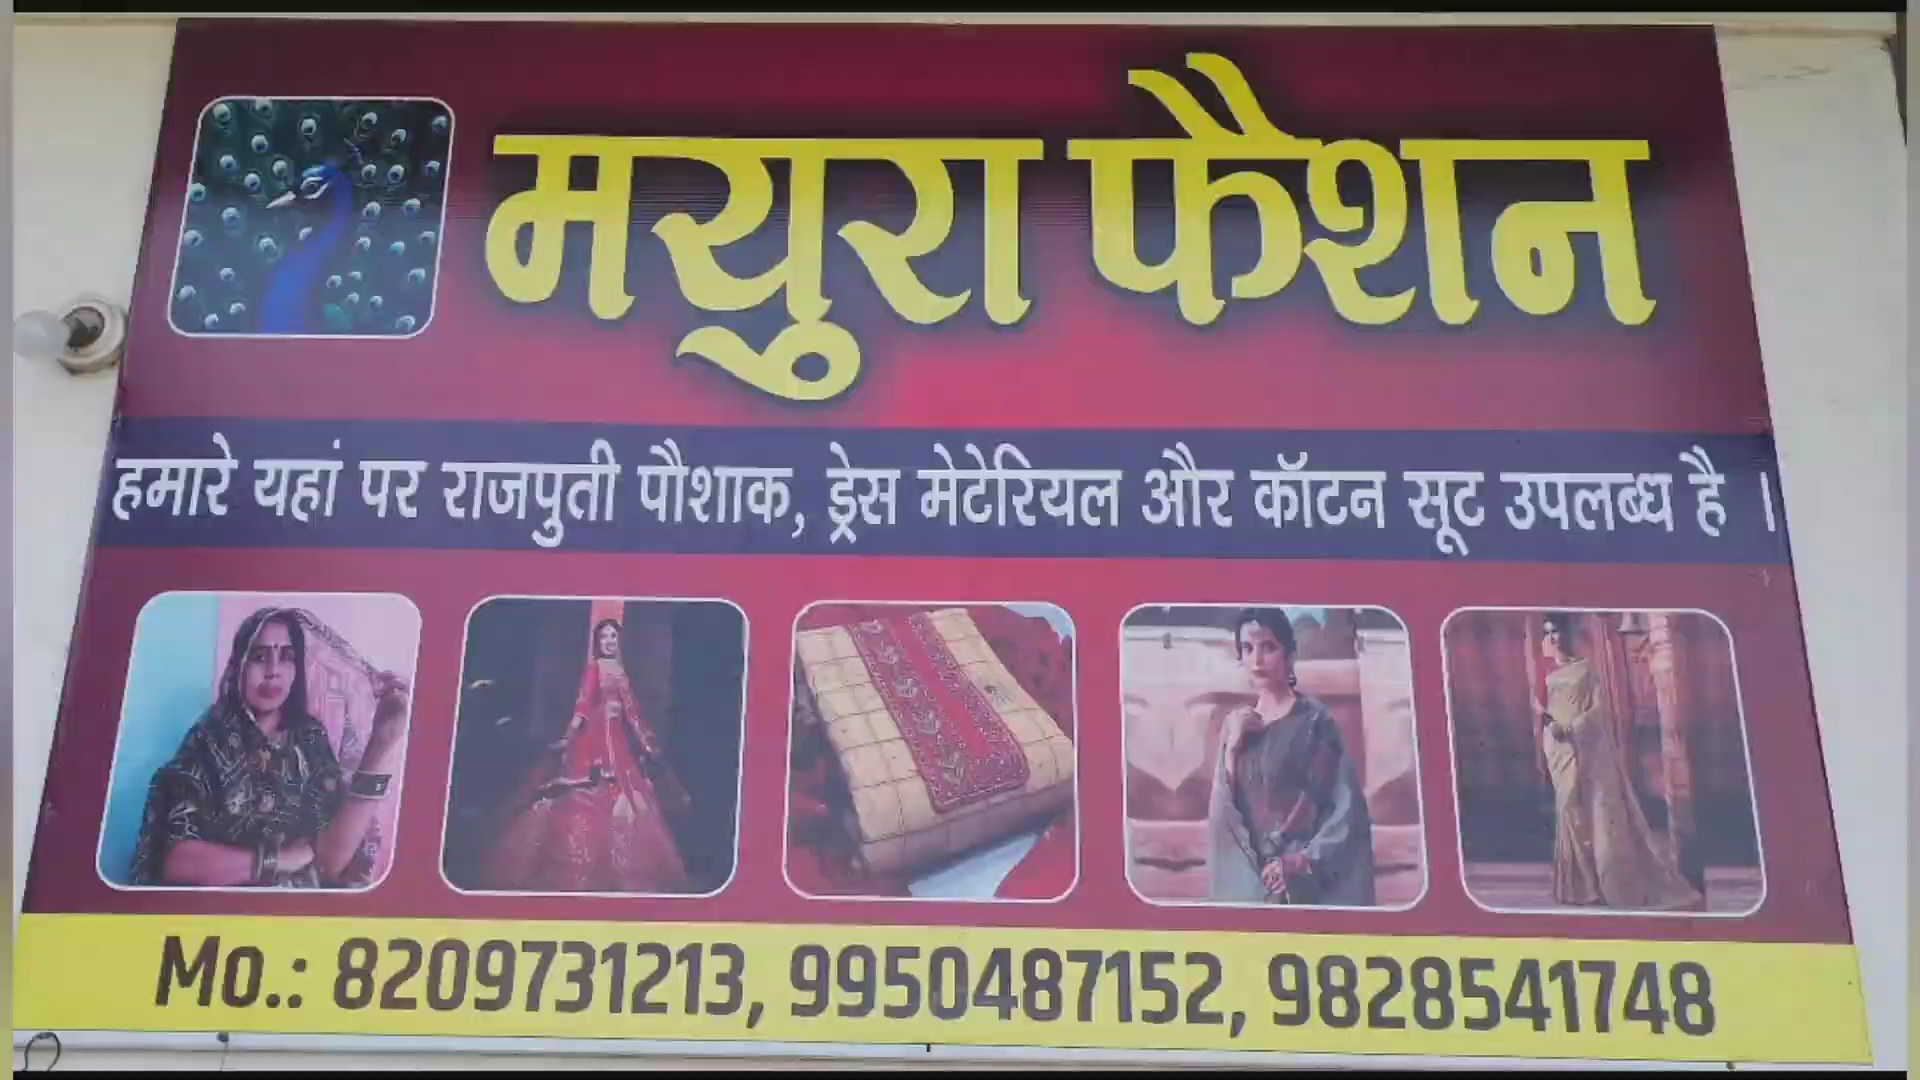 मयुरा फैशन
हमारे यहां पर राजपुती पौशाक, ड्रेस मेटेरियल और कॉटन सूट उपलब्ध है ।
Mo.: 8209731213, 9950487152, 9828541748